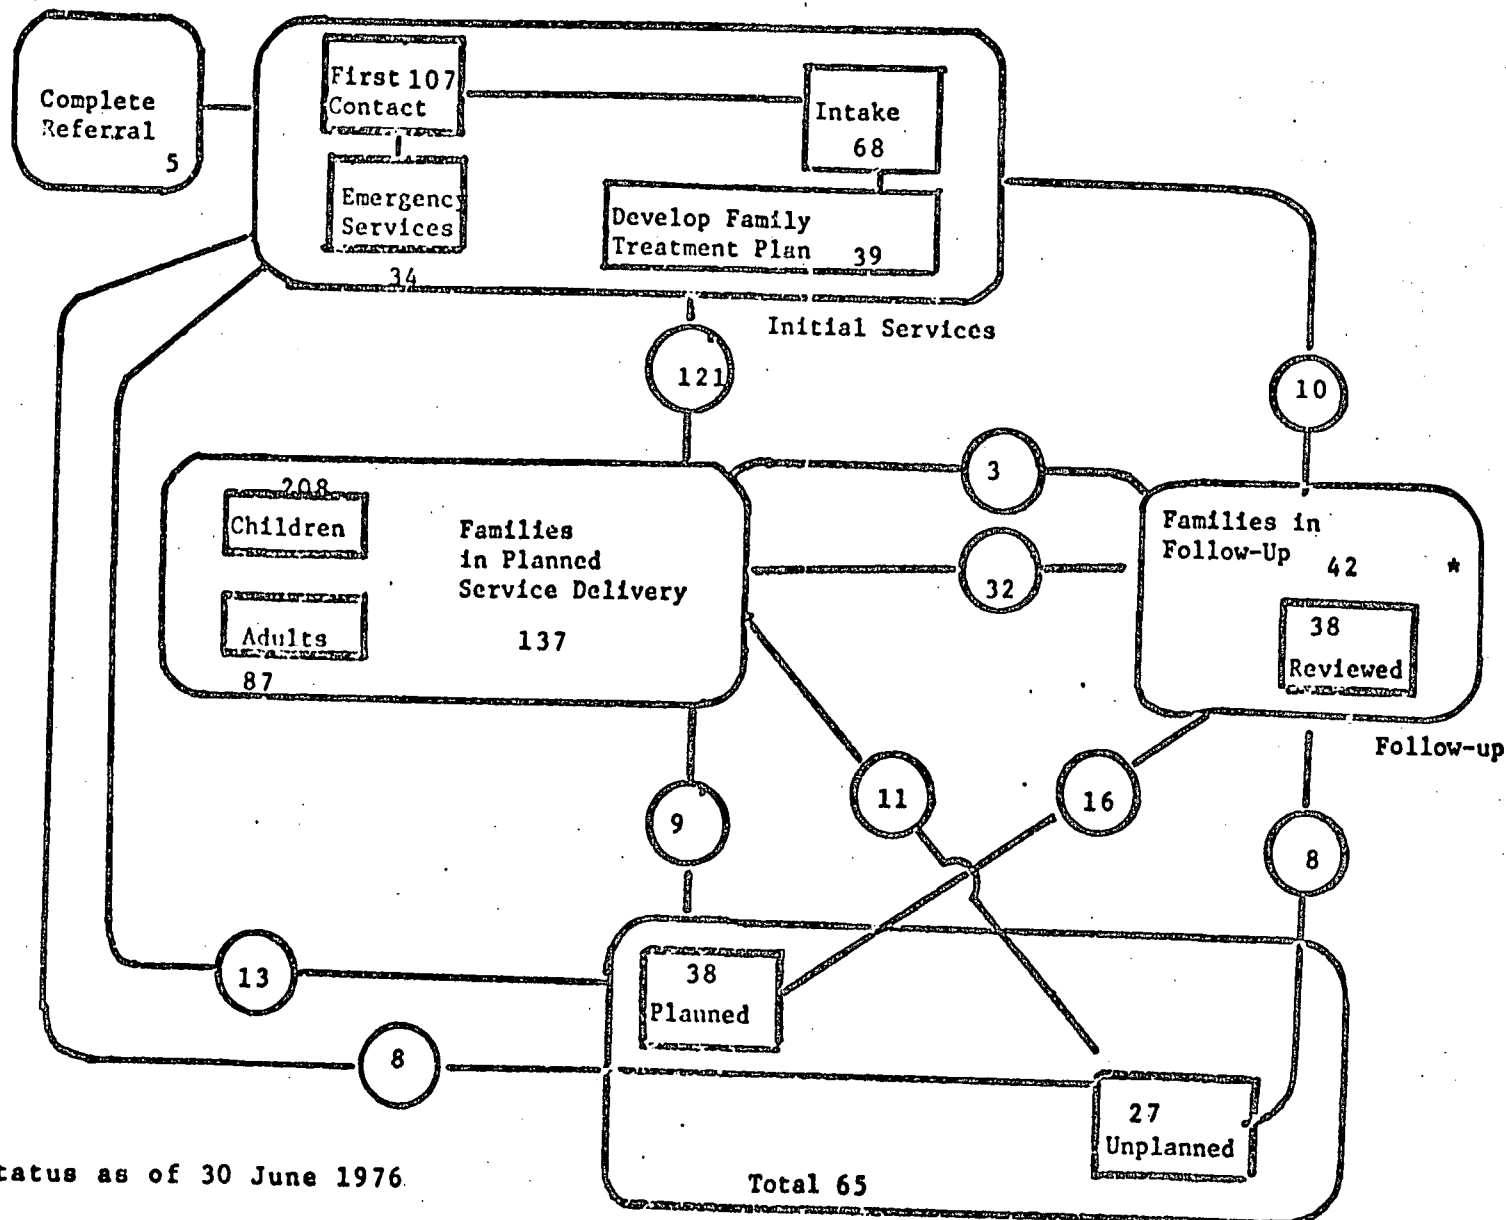 Complete
Referral
5
First 107
Contact
Emergency
Services
34
Intake
68
Develop Family
Treatment Plan 39
Initial Services
121
10
208
Children
Adults
87
Families
in Planned
Service Delivery
137
3
32
Families in
Follow-Up 42 *
38
Reviewed
Follow-up
9
11
16
8
13
8
38
Planned
27
Unplanned
Total 65
tatus as of 30 June 1976